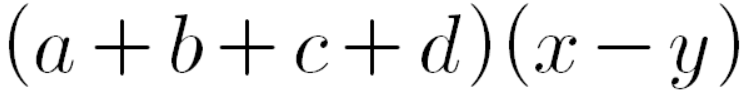 (a + b + c + d)(x − y)